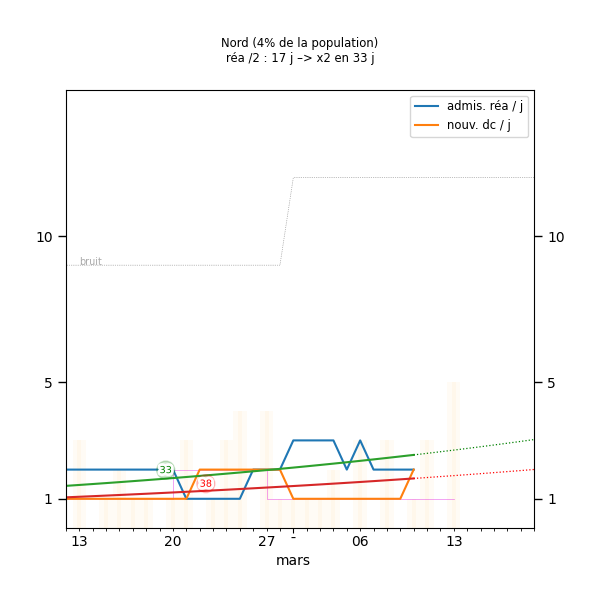 Nord (4% de la population)
réa /2 : 17 j –> x2 en 33 j
admis. réa / j
nouv. dc / j
10
10
bruit
5
5
33
38
1
1
13
20
27
-
06
13
mars